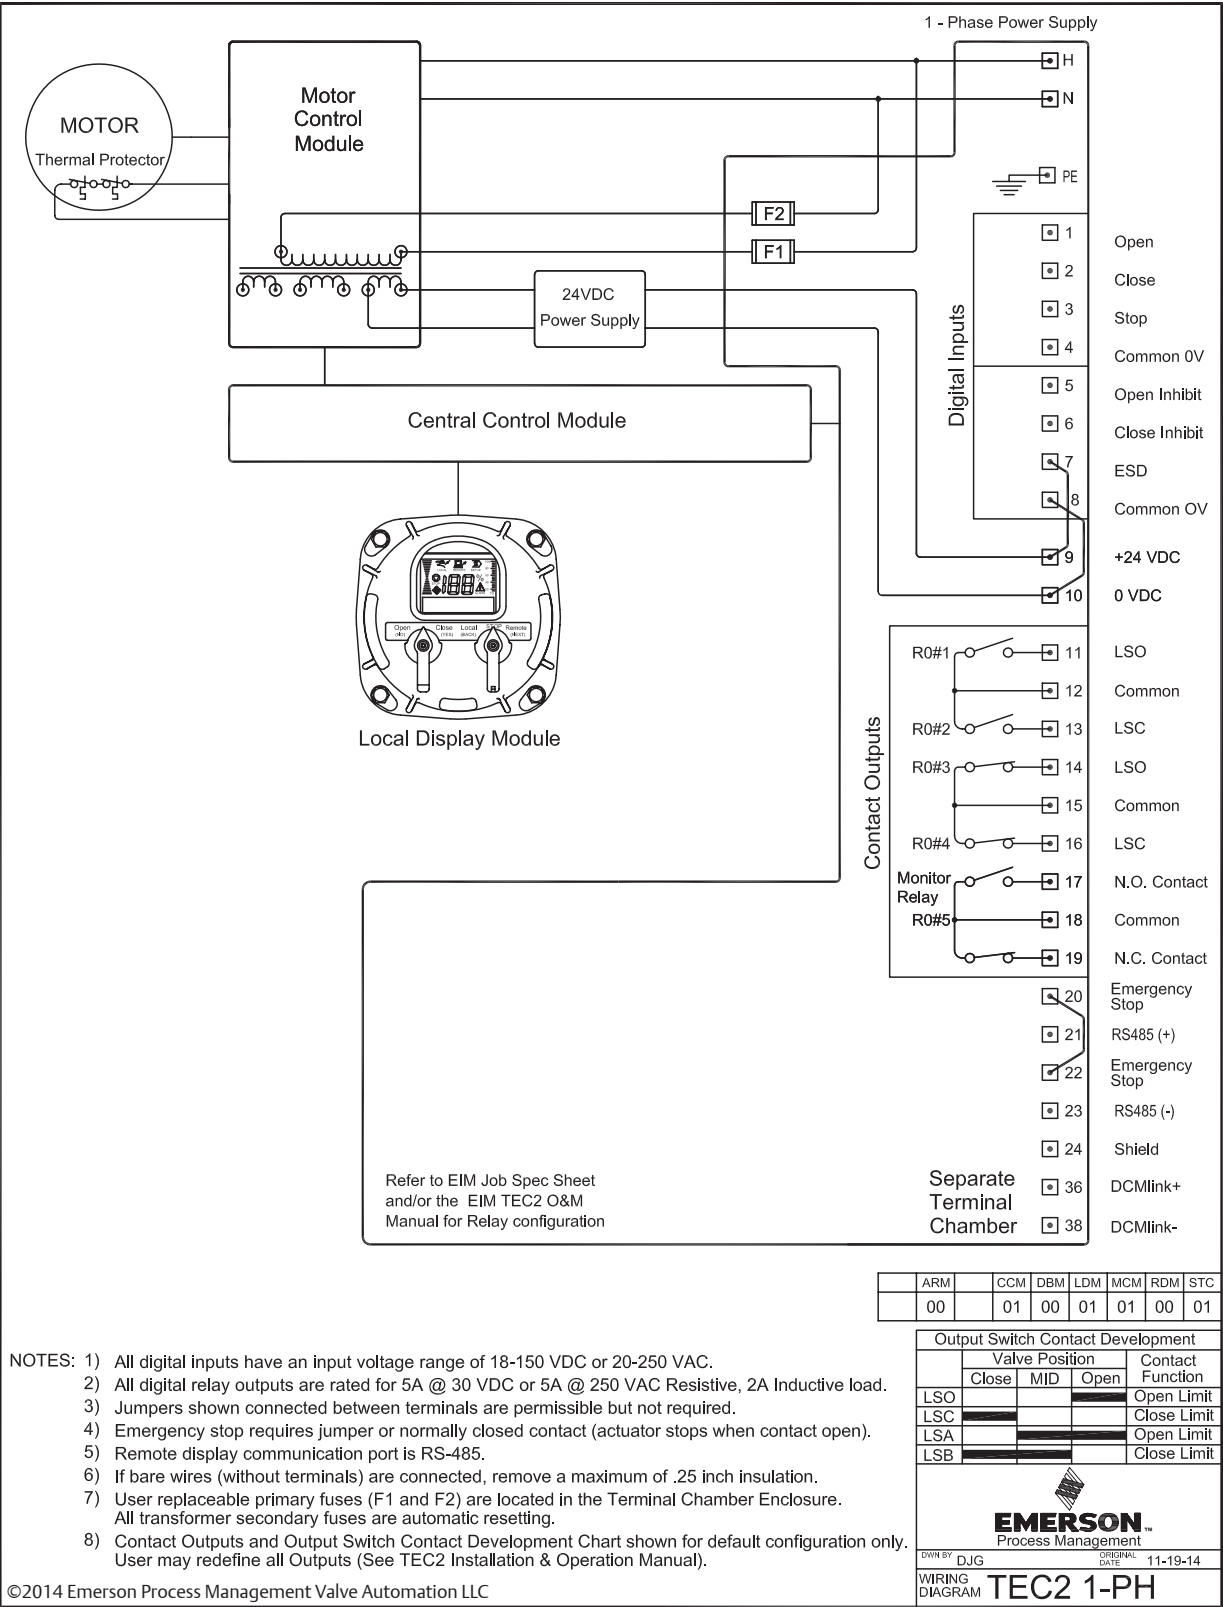 1 - Phase Power Supply
H
N
PE
MOTOR
Thermal Protector
Motor
Control
Module
F2
F1
24VDC
Power Supply
Central Control Module
Digital Inputs
1 Open
2 Close
3 Stop
4 Common 0V
5 Open Inhibit
6 Close Inhibit
7 ESD
8 Common OV
9 +24 VDC
10 0 VDC
Open
(NO)
Close
(YES)
Local
(BACK)
STOP
Remote
(NEXT)
Local Display Module
Contact Outputs
R0#1 11 LSO
12 Common
R0#2 13 LSC
R0#3 14 LSO
15 Common
R0#4 16 LSC
Monitor
Relay
17 N.O. Contact
R0#5 18 Common
19 N.C. Contact
20 Emergency
Stop
21 RS485 (+)
22 Emergency
Stop
23 RS485 (-)
24 Shield
36 DCMlink+
38 DCMlink-
Separate
Terminal
Chamber
Refer to EIM Job Spec Sheet
and/or the EIM TEC2 O&M
Manual for Relay configuration
ARM CCM DBM LDM MCM RDM STC
00 01 00 01 01 00 01
Output Switch Contact Development
Valve Position Contact
Function
Close MID Open
LSO Open Limit
LSC Close Limit
LSA Open Limit
LSB Close Limit
EMERSON™
Process Management
DWN BY DJG ORIGINAL
DATE 11-19-14
WIRING
DIAGRAM TEC2 1-PH
NOTES: 1) All digital inputs have an input voltage range of 18-150 VDC or 20-250 VAC.
2) All digital relay outputs are rated for 5A @ 30 VDC or 5A @ 250 VAC Resistive, 2A Inductive load.
3) Jumpers shown connected between terminals are permissible but not required.
4) Emergency stop requires jumper or normally closed contact (actuator stops when contact open).
5) Remote display communication port is RS-485.
6) If bare wires (without terminals) are connected, remove a maximum of .25 inch insulation.
7) User replaceable primary fuses (F1 and F2) are located in the Terminal Chamber Enclosure.
All transformer secondary fuses are automatic resetting.
8) Contact Outputs and Output Switch Contact Development Chart shown for default configuration only.
User may redefine all Outputs (See TEC2 Installation & Operation Manual).
©2014 Emerson Process Management Valve Automation LLC